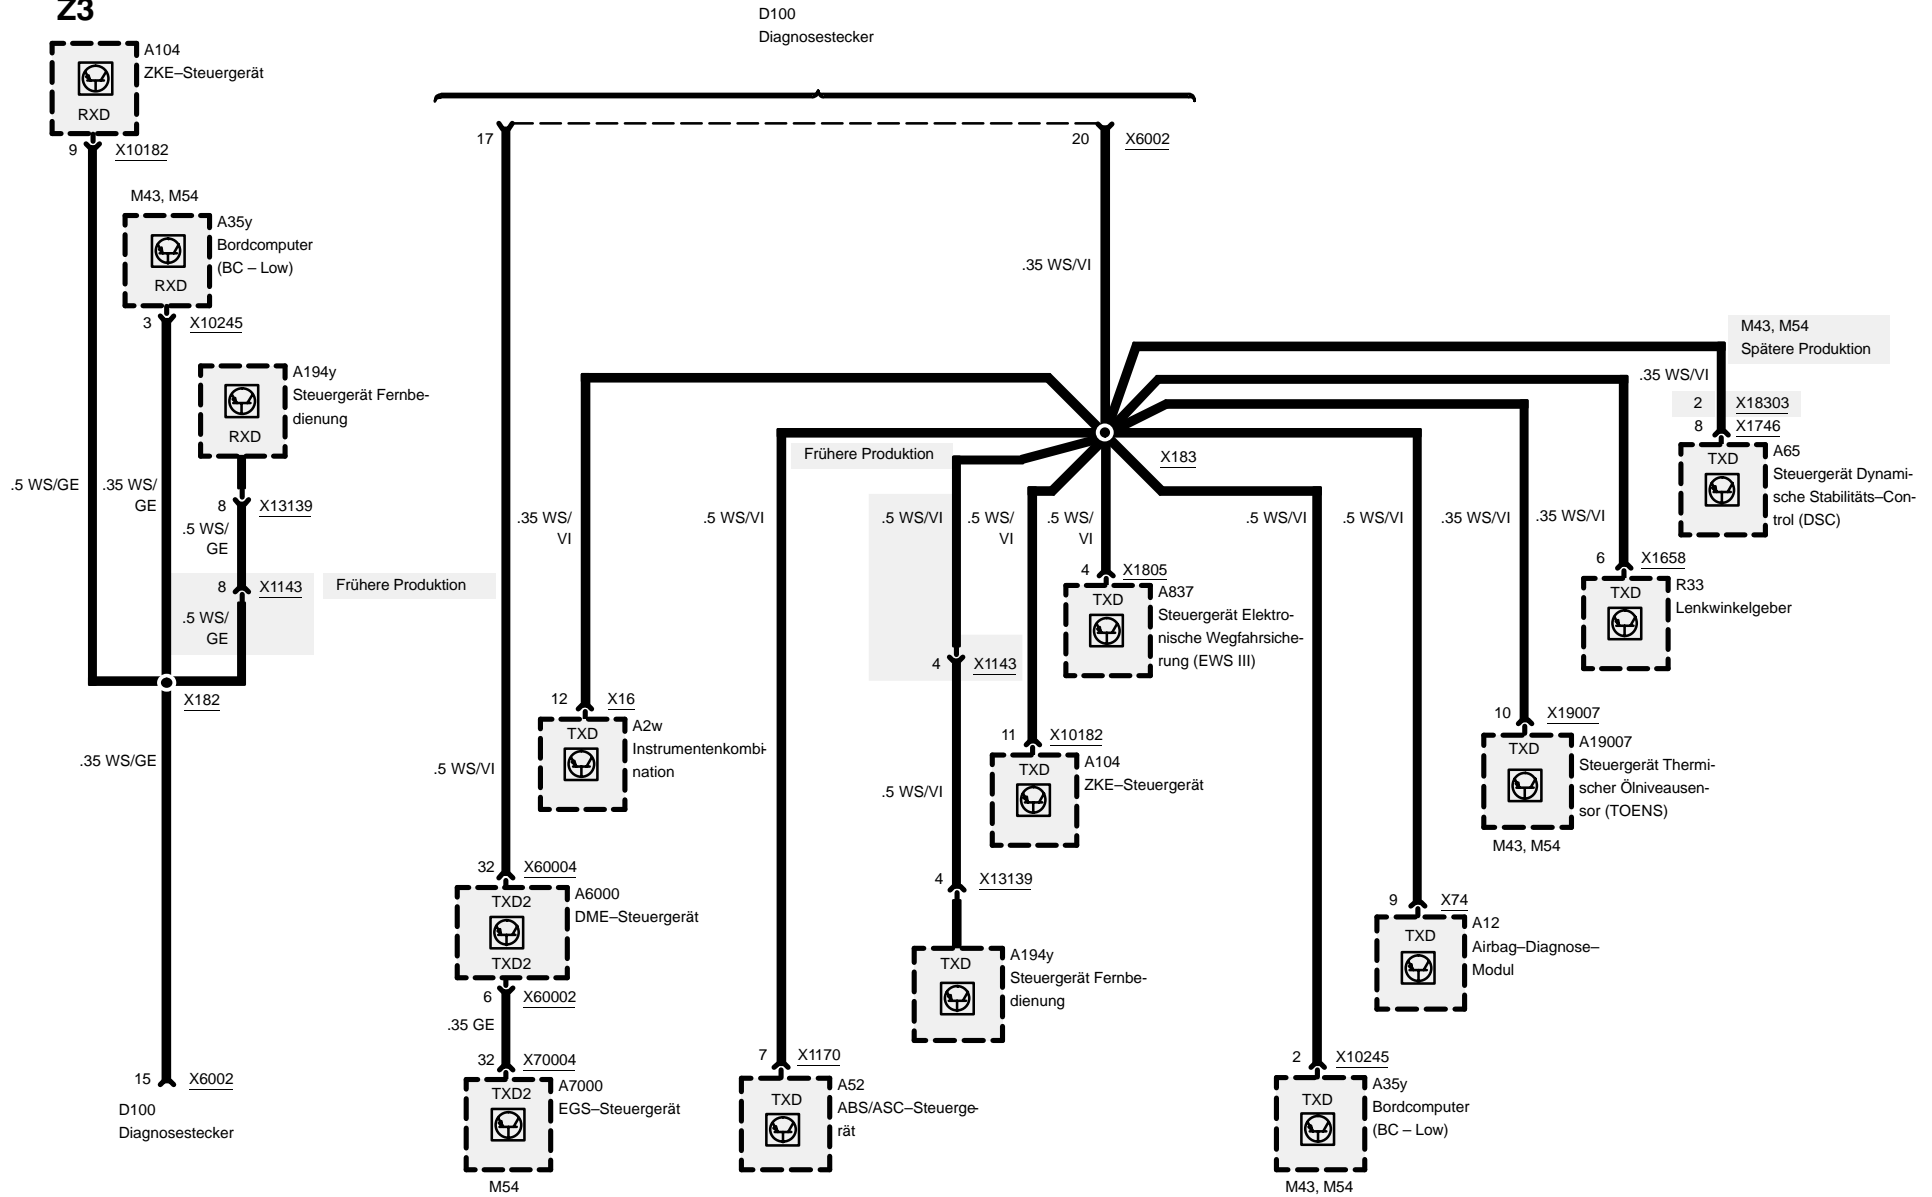 Z3
D100
Diagnosestecker
A104
ZKE–Steuergerät
RXD
9
X10182
M43, M54
A35y
Bordcomputer
(BC – Low)
RXD
3
X10245
A194y
Steuergerät Fernbe-
dienung
RXD
.5 WS/GE
.35 WS/
GE
8
X13139
.5 WS/
GE
8
X1143
Frühere Produktion
.5 WS/
GE
X182
.35 WS/GE
15
X6002
D100
Diagnosestecker
17
20
X6002
.35 WS/VI
X183
.5 WS/VI
32
X60004
TXD2
A6000
DME–Steuergerät
TXD2
6
X60002
.35 GE
32
X70004
TXD2
A7000
EGS–Steuergerät
M54
.35 WS/
VI
12
X16
TXD
A2w
Instrumentenkombi-
nation
.5 WS/VI
7
X1170
TXD
A52
ABS/ASC–Steuerge-
rät
Frühere Produktion
.5 WS/VI
4
X1143
.5 WS/VI
4
X13139
TXD
A194y
Steuergerät Fernbe-
dienung
.5 WS/
VI
11
X10182
TXD
A104
ZKE–Steuergerät
.5 WS/
VI
4
X1805
TXD
A837
Steuergerät Elektro-
nische Wegfahrsiche-
rung (EWS III)
.5 WS/VI
2
X10245
TXD
A35y
Bordcomputer
(BC – Low)
M43, M54
.5 WS/VI
9
X74
TXD
A12
Airbag–Diagnose–
Modul
.35 WS/VI
10
X19007
TXD
A19007
Steuergerät Thermi-
scher Ölniveausen-
sor (TOENS)
M43, M54
.35 WS/VI
6
X1658
TXD
R33
Lenkwinkelgeber
M43, M54
Spätere Produktion
.35 WS/VI
2
X18303
8
X1746
TXD
A65
Steuergerät Dynami-
sche Stabilitäts–Con-
trol (DSC)